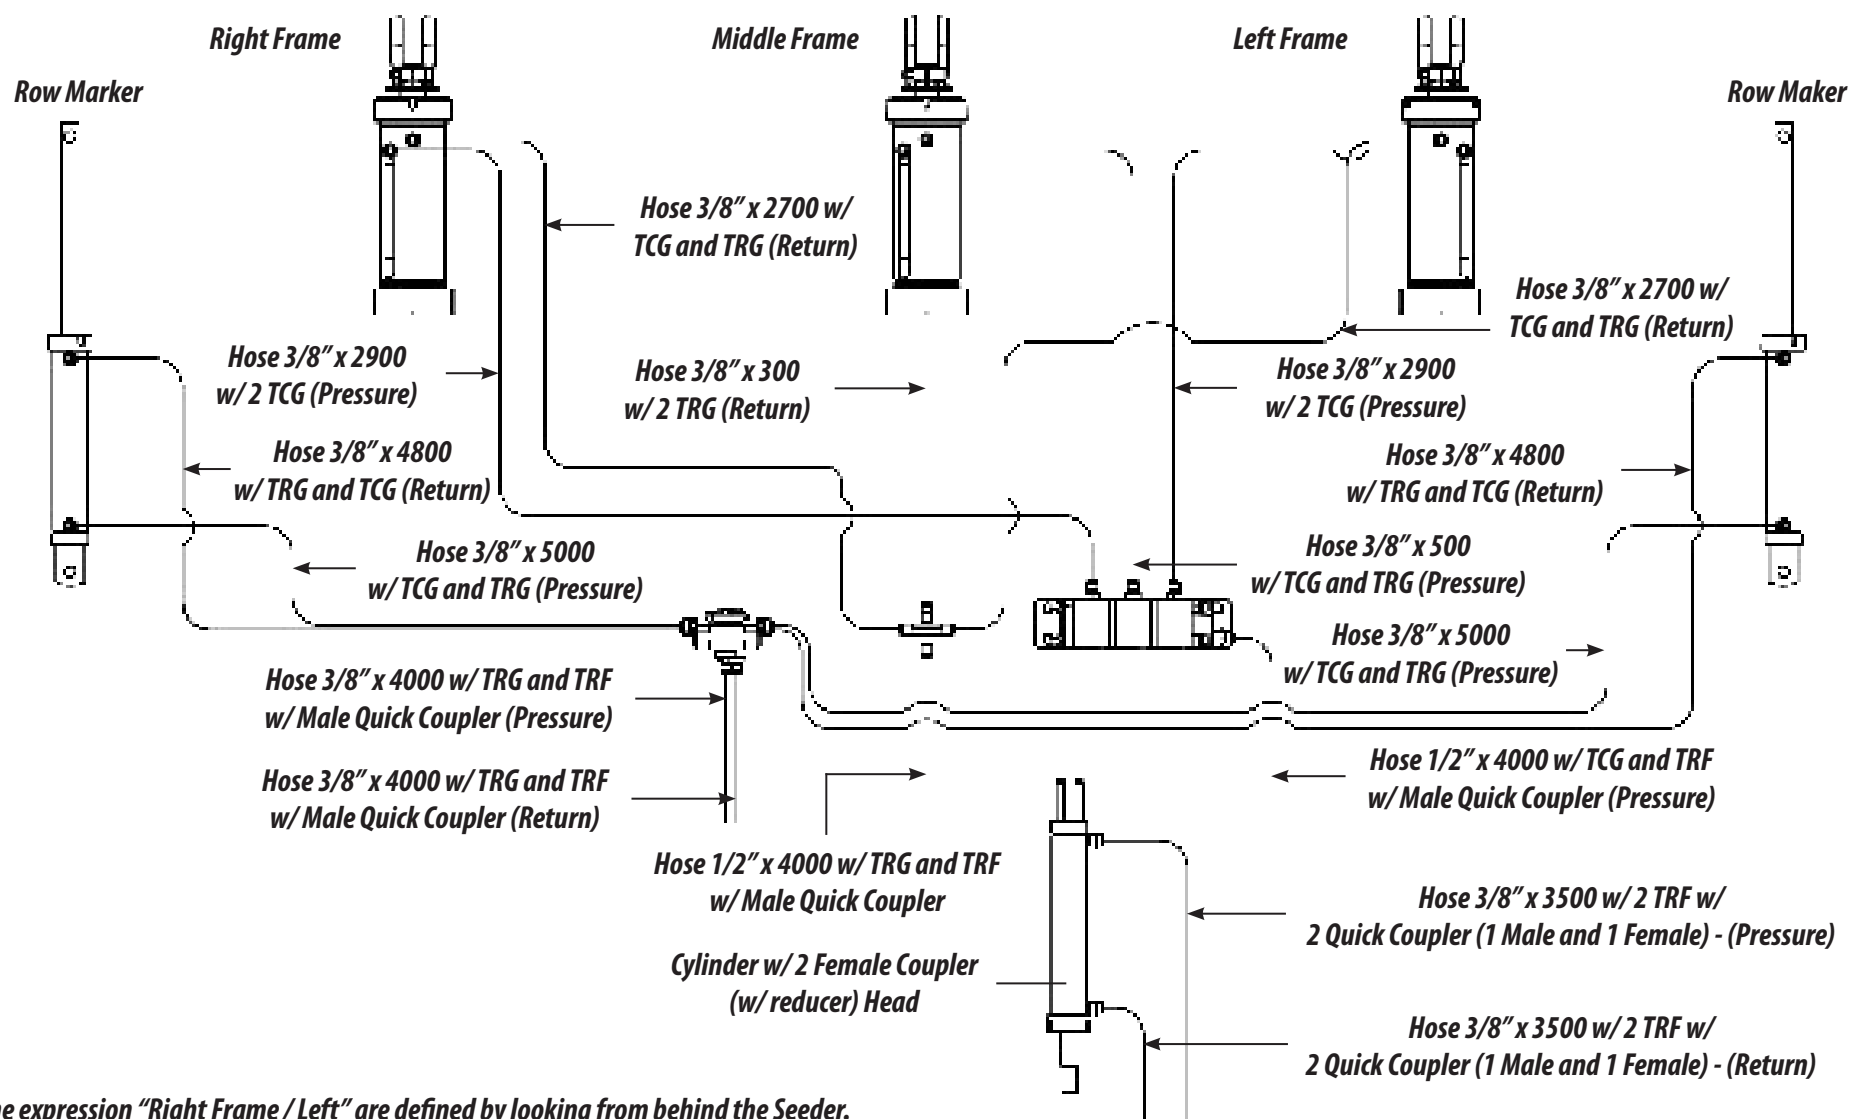 Right Frame
Middle Frame
Left Frame
Row Marker
Row Maker
Hose 3/8" x 2700 w/
TCG and TRG (Return)
Hose 3/8" x 2700 w/
TCG and TRG (Return)
Hose 3/8" x 2900
w/ 2 TCG (Pressure)
Hose 3/8" x 300
w/ 2 TRG (Return)
Hose 3/8" x 2900
w/ 2 TCG (Pressure)
Hose 3/8" x 4800
w/ TRG and TCG (Return)
Hose 3/8" x 4800
w/ TRG and TCG (Return)
Hose 3/8" x 5000
w/ TCG and TRG (Pressure)
Hose 3/8" x 500
w/ TCG and TRG (Pressure)
Hose 3/8" x 5000
w/ TCG and TRG (Pressure)
Hose 3/8" x 4000 w/ TRG and TRF
w/ Male Quick Coupler (Pressure)
Hose 3/8" x 4000 w/ TRG and TRF
w/ Male Quick Coupler (Return)
Hose 1/2" x 4000 w/ TCG and TRF
w/ Male Quick Coupler (Pressure)
Hose 1/2" x 4000 w/ TRG and TRF
w/ Male Quick Coupler
Hose 3/8" x 3500 w/ 2 TRF w/
2 Quick Coupler (1 Male and 1 Female) - (Pressure)
Cylinder w/ 2 Female Coupler
(w/ reducer) Head
Hose 3/8" x 3500 w/ 2 TRF w/
2 Quick Coupler (1 Male and 1 Female) - (Return)
expression “Right Frame / Left” are defined by looking from behind the Seeder.